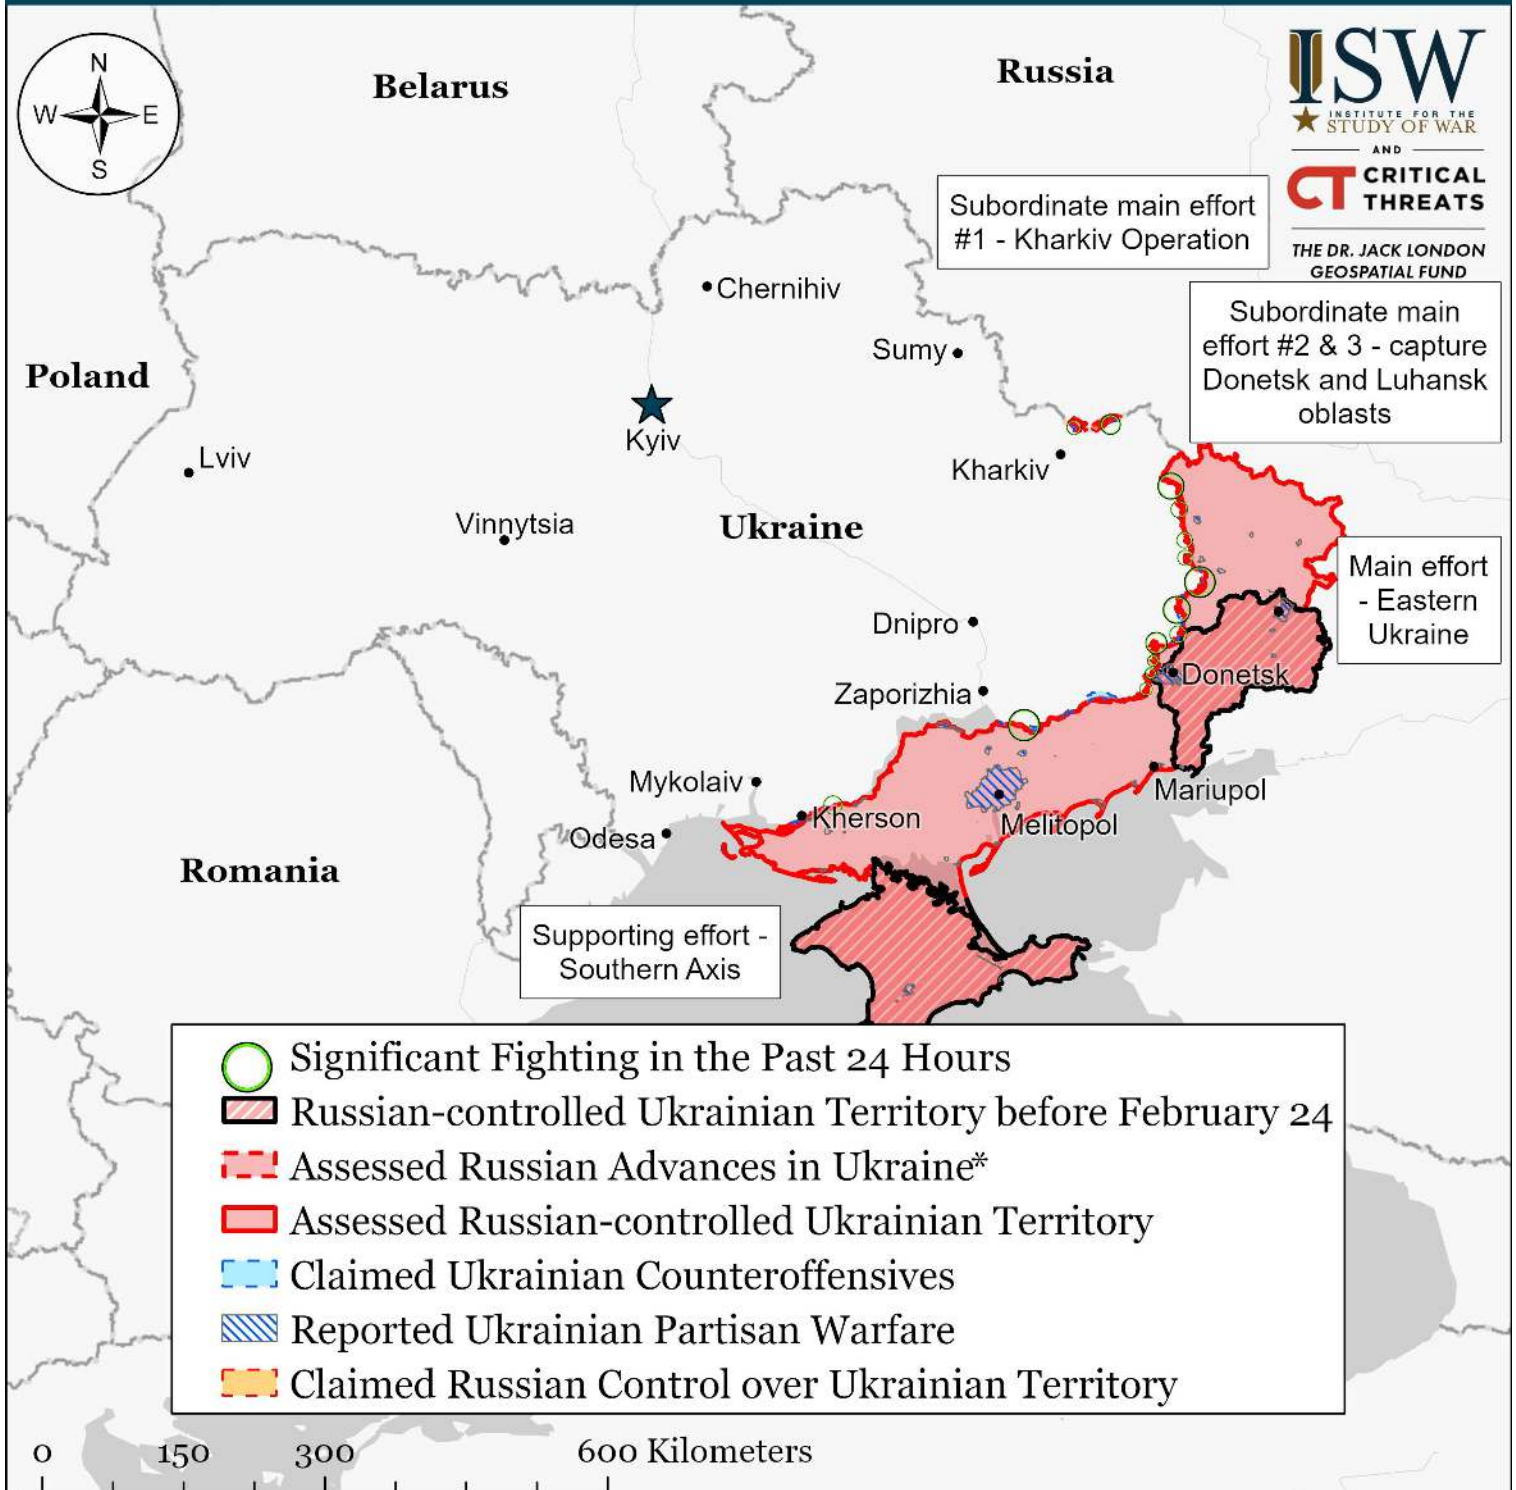 N
W
E
S
Belarus
Russia
ISW
INSTITUTE FOR THE
STUDY OF WAR
AND
CT CRITICAL
THREATS
THE DR. JACK LONDON
GEOSPATIAL FUND
Subordinate main effort
#1 - Kharkiv Operation
Subordinate main
effort #2 & 3 - capture
Donetsk and Luhansk
oblasts
Chernihiv
Sumy
Poland
Kyiv
Lviv
Kharkiv
Vinnytsia
Ukraine
Main effort
- Eastern
Ukraine
Dnipro
Donetsk
Zaporizhia
Mykolaiv
Mariupol
Kherson
Melitopol
Odesa
Romania
Supporting effort -
Southern Axis
Significant Fighting in the Past 24 Hours
Russian-controlled Ukrainian Territory before February 24
Assessed Russian Advances in Ukraine*
Assessed Russian-controlled Ukrainian Territory
Claimed Ukrainian Counteroffensives
Reported Ukrainian Partisan Warfare
Claimed Russian Control over Ukrainian Territory
0 150 300 600 Kilometers